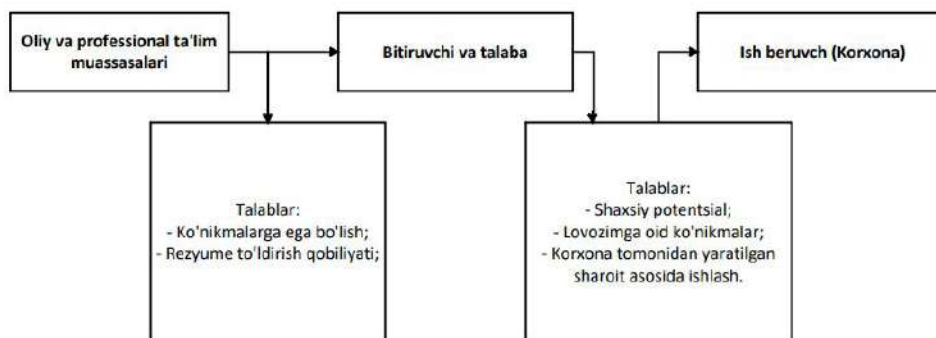 Oliy va professional ta'lim
muassasalari
Bitiruvchi va talaba
Ish beruvch (Korxona)
Talablar:
- Ko'nikmalarga ega bo'lish;
- Rezyume to'ldirish qobiliyati;
Talablar:
- Shaxsiy potentsial;
- Lovozimga oid ko'nikmalar;
- Korxona tomonidan yaratilgan
sharoit asosida ishlash.